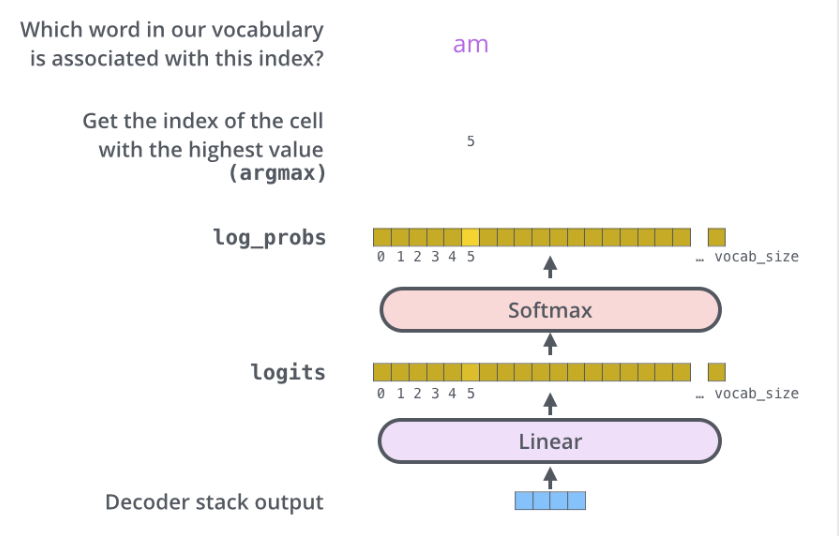 Which word in our vocabulary
is associated with this index?
am
Get the index of the cell
with the highest value
(argmax)
5
log_probs
0 1 2 3 4 5 … vocab_size
Softmax
logits
0 1 2 3 4 5 … vocab_size
Linear
Decoder stack output